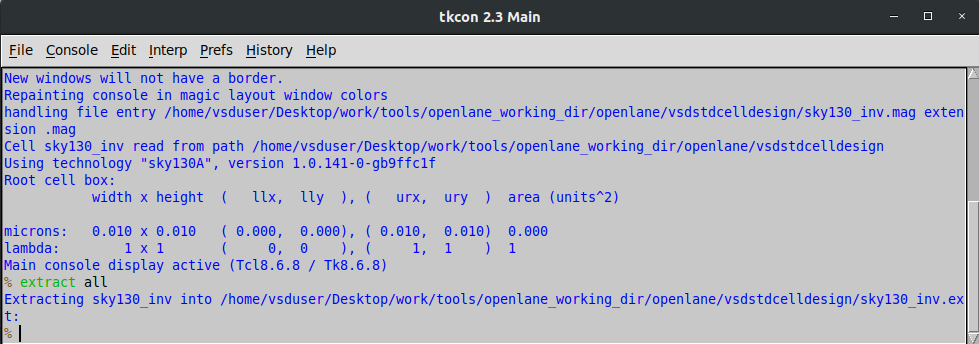 tkcon 2.3 Main
File Console Edit Interp Prefs History Help
New windows will not have a border.
Repainting console in magic layout window colors
handling file entry /home/vsduser/Desktop/work/tools/openlane_working_dir/openlane/vsdstdcelldesign/sky130_inv.mag exten
sion .mag
Cell sky130_inv read from path /home/vsduser/Desktop/work/tools/openlane_working_dir/openlane/vsdstdcelldesign
Using technology "sky130A", version 1.0.141-0-gb9ffc1f
Root cell box:
width x height ( llx, lly ), ( urx, ury ) area (units^2)
microns: 0.010 x 0.010 ( 0.000, 0.000), ( 0.010, 0.010) 0.000
lambda: 1 x 1 ( 0, 0 ), ( 1, 1 ) 1
Main console display active (Tcl8.6.8 / Tk8.6.8)
% extract all
Extracting sky130_inv into /home/vsduser/Desktop/work/tools/openlane_working_dir/openlane/vsdstdcelldesign/sky130_inv.ex
t:
%